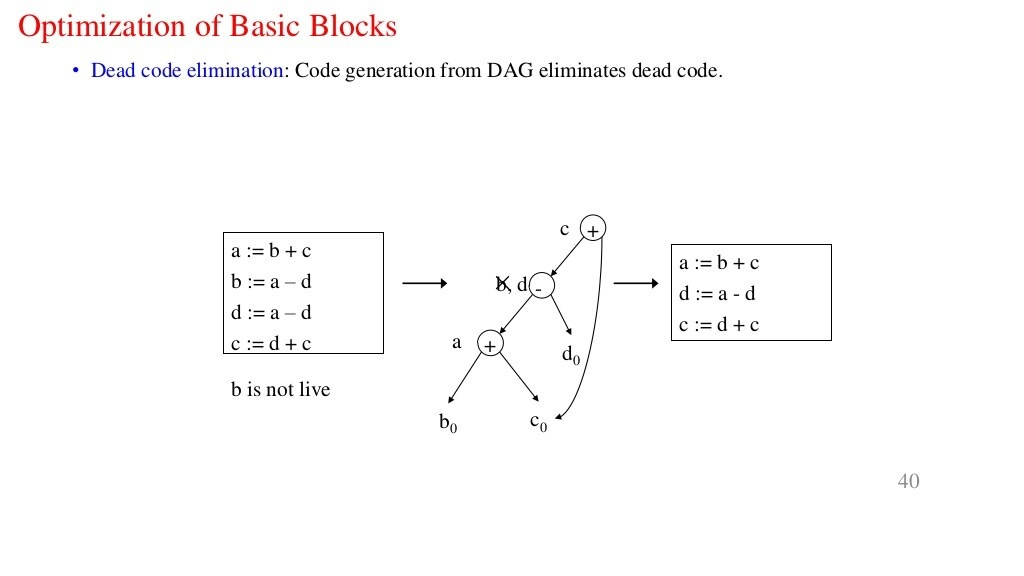 Optimization of Basic Blocks
• Dead code elimination: Code generation from DAG eliminates dead code.
a := b + c
b := a – d
d := a – d
c := d + c
b is not live
c +
b, d -
a +
d0
b0
c0
a := b + c
d := a - d
c := d + c
40